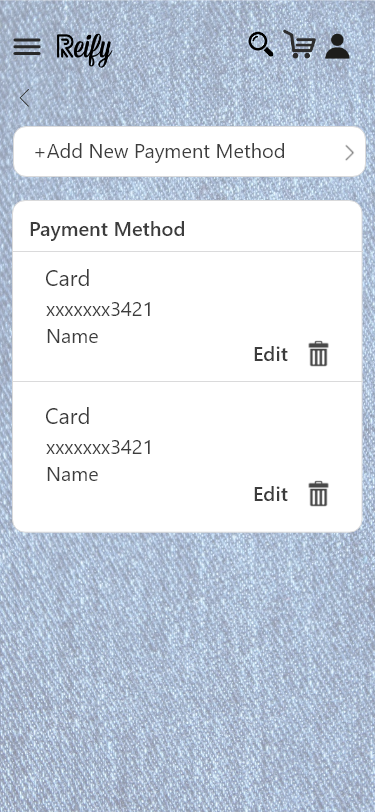 Reify
+Add New Payment Method
Payment Method
Card
xxxxxxx3421
Name
Edit
Card
xxxxxxx3421
Name
Edit